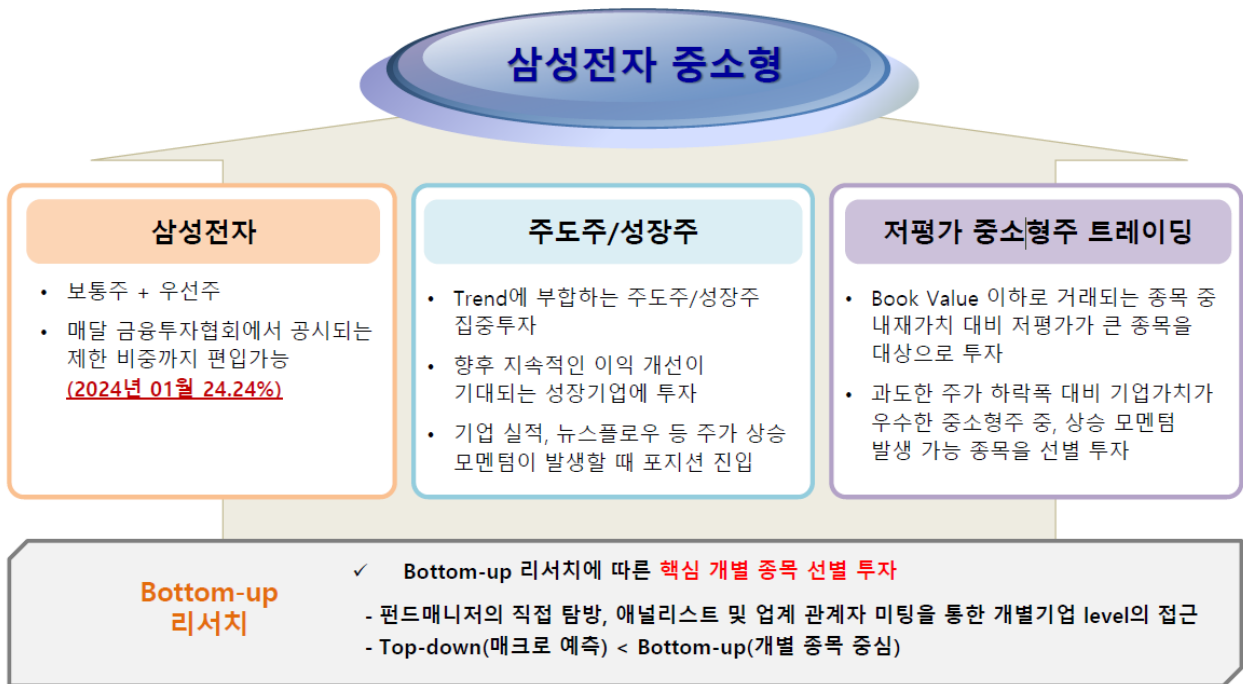 삼성전자 중소형
삼성전자
• 보통주 + 우선주
• 매달 금융투자협회에서 공시되는
제한 비중까지 편입가능
(2024년 01월 24.24%)
주도주/성장주
• Trend에 부합하는 주도주/성장주
집중투자
• 향후 지속적인 이익 개선이
기대되는 성장기업에 투자
• 기업 실적, 뉴스플로우 등 주가 상승
모멘텀이 발생할 때 포지션 진입
저평가 중소형주 트레이딩
• Book Value 이하로 거래되는 종목 중
내재가치 대비 저평가가 큰 종목을
대상으로 투자
• 과도한 주가 하락폭 대비 기업가치가
우수한 중소형주 중, 상승 모멘텀
발생 가능 종목을 선별 투자
Bottom-up
리서치
✓ Bottom-up 리서치에 따른 핵심 개별 종목 선별 투자
- 펀드매니저의 직접 탐방, 애널리스트 및 업계 관계자 미팅을 통한 개별기업 level의 접근
- Top-down(매크로 예측) < Bottom-up(개별 종목 중심)